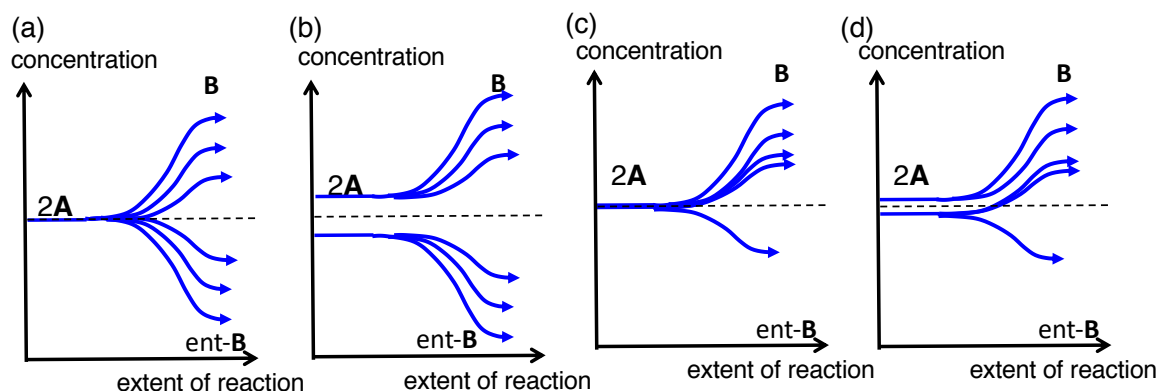 (a)
concentration
B
2A
ent-B
extent of reaction
(b)
concentration
B
2A
ent-B
extent of reaction
(c)
concentration
B
2A
ent-B
extent of reaction
(d)
concentration
B
2A
ent-B
extent of reaction